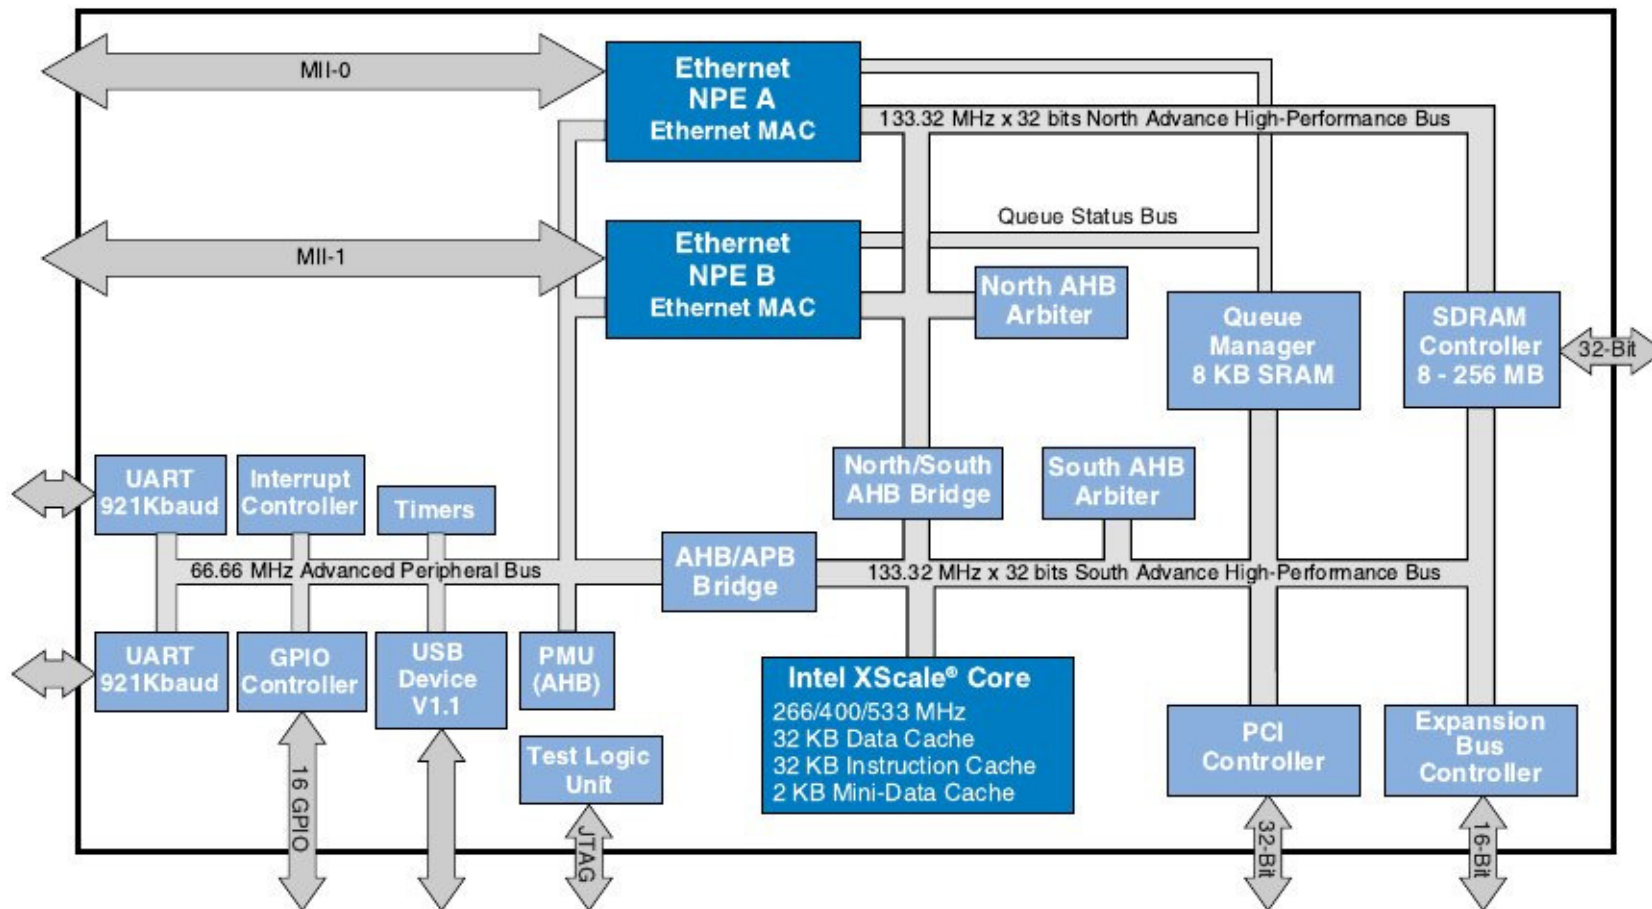 MII-0
Ethernet
NPE A
Ethernet MAC
133.32 MHz x 32 bits North Advance High-Performance Bus
MII-1
Ethernet
NPE B
Ethernet MAC
Queue Status Bus
North AHB
Arbiter
Queue
Manager
8 KB SRAM
SDRAM
Controller
8 - 256 MB
32-Bit
UART
921Kbaud
Interrupt
Controller
Timers
North/South
AHB Bridge
South AHB
Arbiter
66.66 MHz Advanced Peripheral Bus
AHB/APB
Bridge
133.32 MHz x 32 bits South Advance High-Performance Bus
UART
921Kbaud
GPIO
Controller
USB
Device
V1.1
PMU
(AHB)
Test Logic
Unit
Intel XScale® Core
266/400/533 MHz
32 KB Data Cache
32 KB Instruction Cache
2 KB Mini-Data Cache
PCI
Controller
Expansion
Bus
Controller
16 GPIO
JTAG
32-Bit
16-Bit